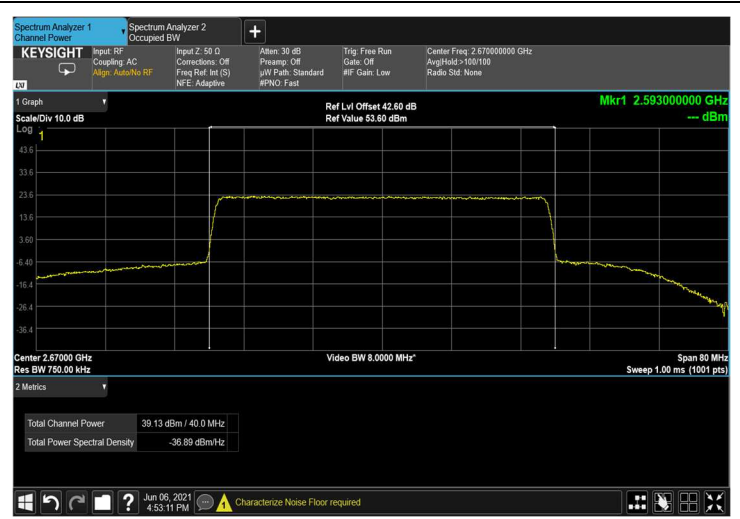 Spectrum Analyzer 1
Channel Power
Spectrum Analyzer 2
Occupied BW
+
KEYSIGHT
Input: RF
Coupling: AC
Align: Auto/No RF
Input Z: 50 Ω
Corrections: Off
Freq Ref: Int (S)
NFE: Adaptive
Atten: 30 dB
Preamp: Off
µW Path: Standard
#PNO: Fast
Trig: Free Run
Gate: Off
#IF Gain: Low
Center Freq: 2.670000000 GHz
Avg|Hold:>100/100
Radio Std: None
LXI
1 Graph
Ref Lvl Offset 42.60 dB
Mkr1 2.593000000 GHz
Scale/Div 10.0 dB
Ref Value 53.60 dBm
--- dBm
Log
1
43.6
33.6
23.6
13.6
3.60
-6.40
-16.4
-26.4
-36.4
Center 2.67000 GHz
Video BW 8.0000 MHz*
Span 80 MHz
Res BW 750.00 kHz
Sweep 1.00 ms (1001 pts)
2 Metrics
Total Channel Power 39.13 dBm / 40.0 MHz
Total Power Spectral Density -36.89 dBm/Hz
?
Jun 06, 2021
4:53:11 PM
1
Characterize Noise Floor required